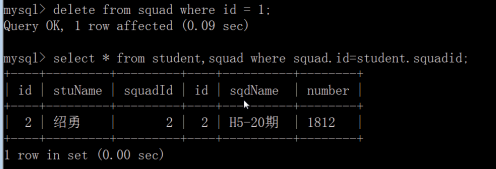 mysql> delete from squad where id = 1;
Query OK, 1 row affected (0.09 sec)
mysql> select * from student,squad where squad.id=student.squadid;
+----+---------+---------+----+---------+--------+
| id | stuName | squadId | id | sqdName | number |
+----+---------+---------+----+---------+--------+
| 2 | 绍勇 | 2 | 2 | H5-20期 | 1812 |
+----+---------+---------+----+---------+--------+
1 row in set (0.00 sec)